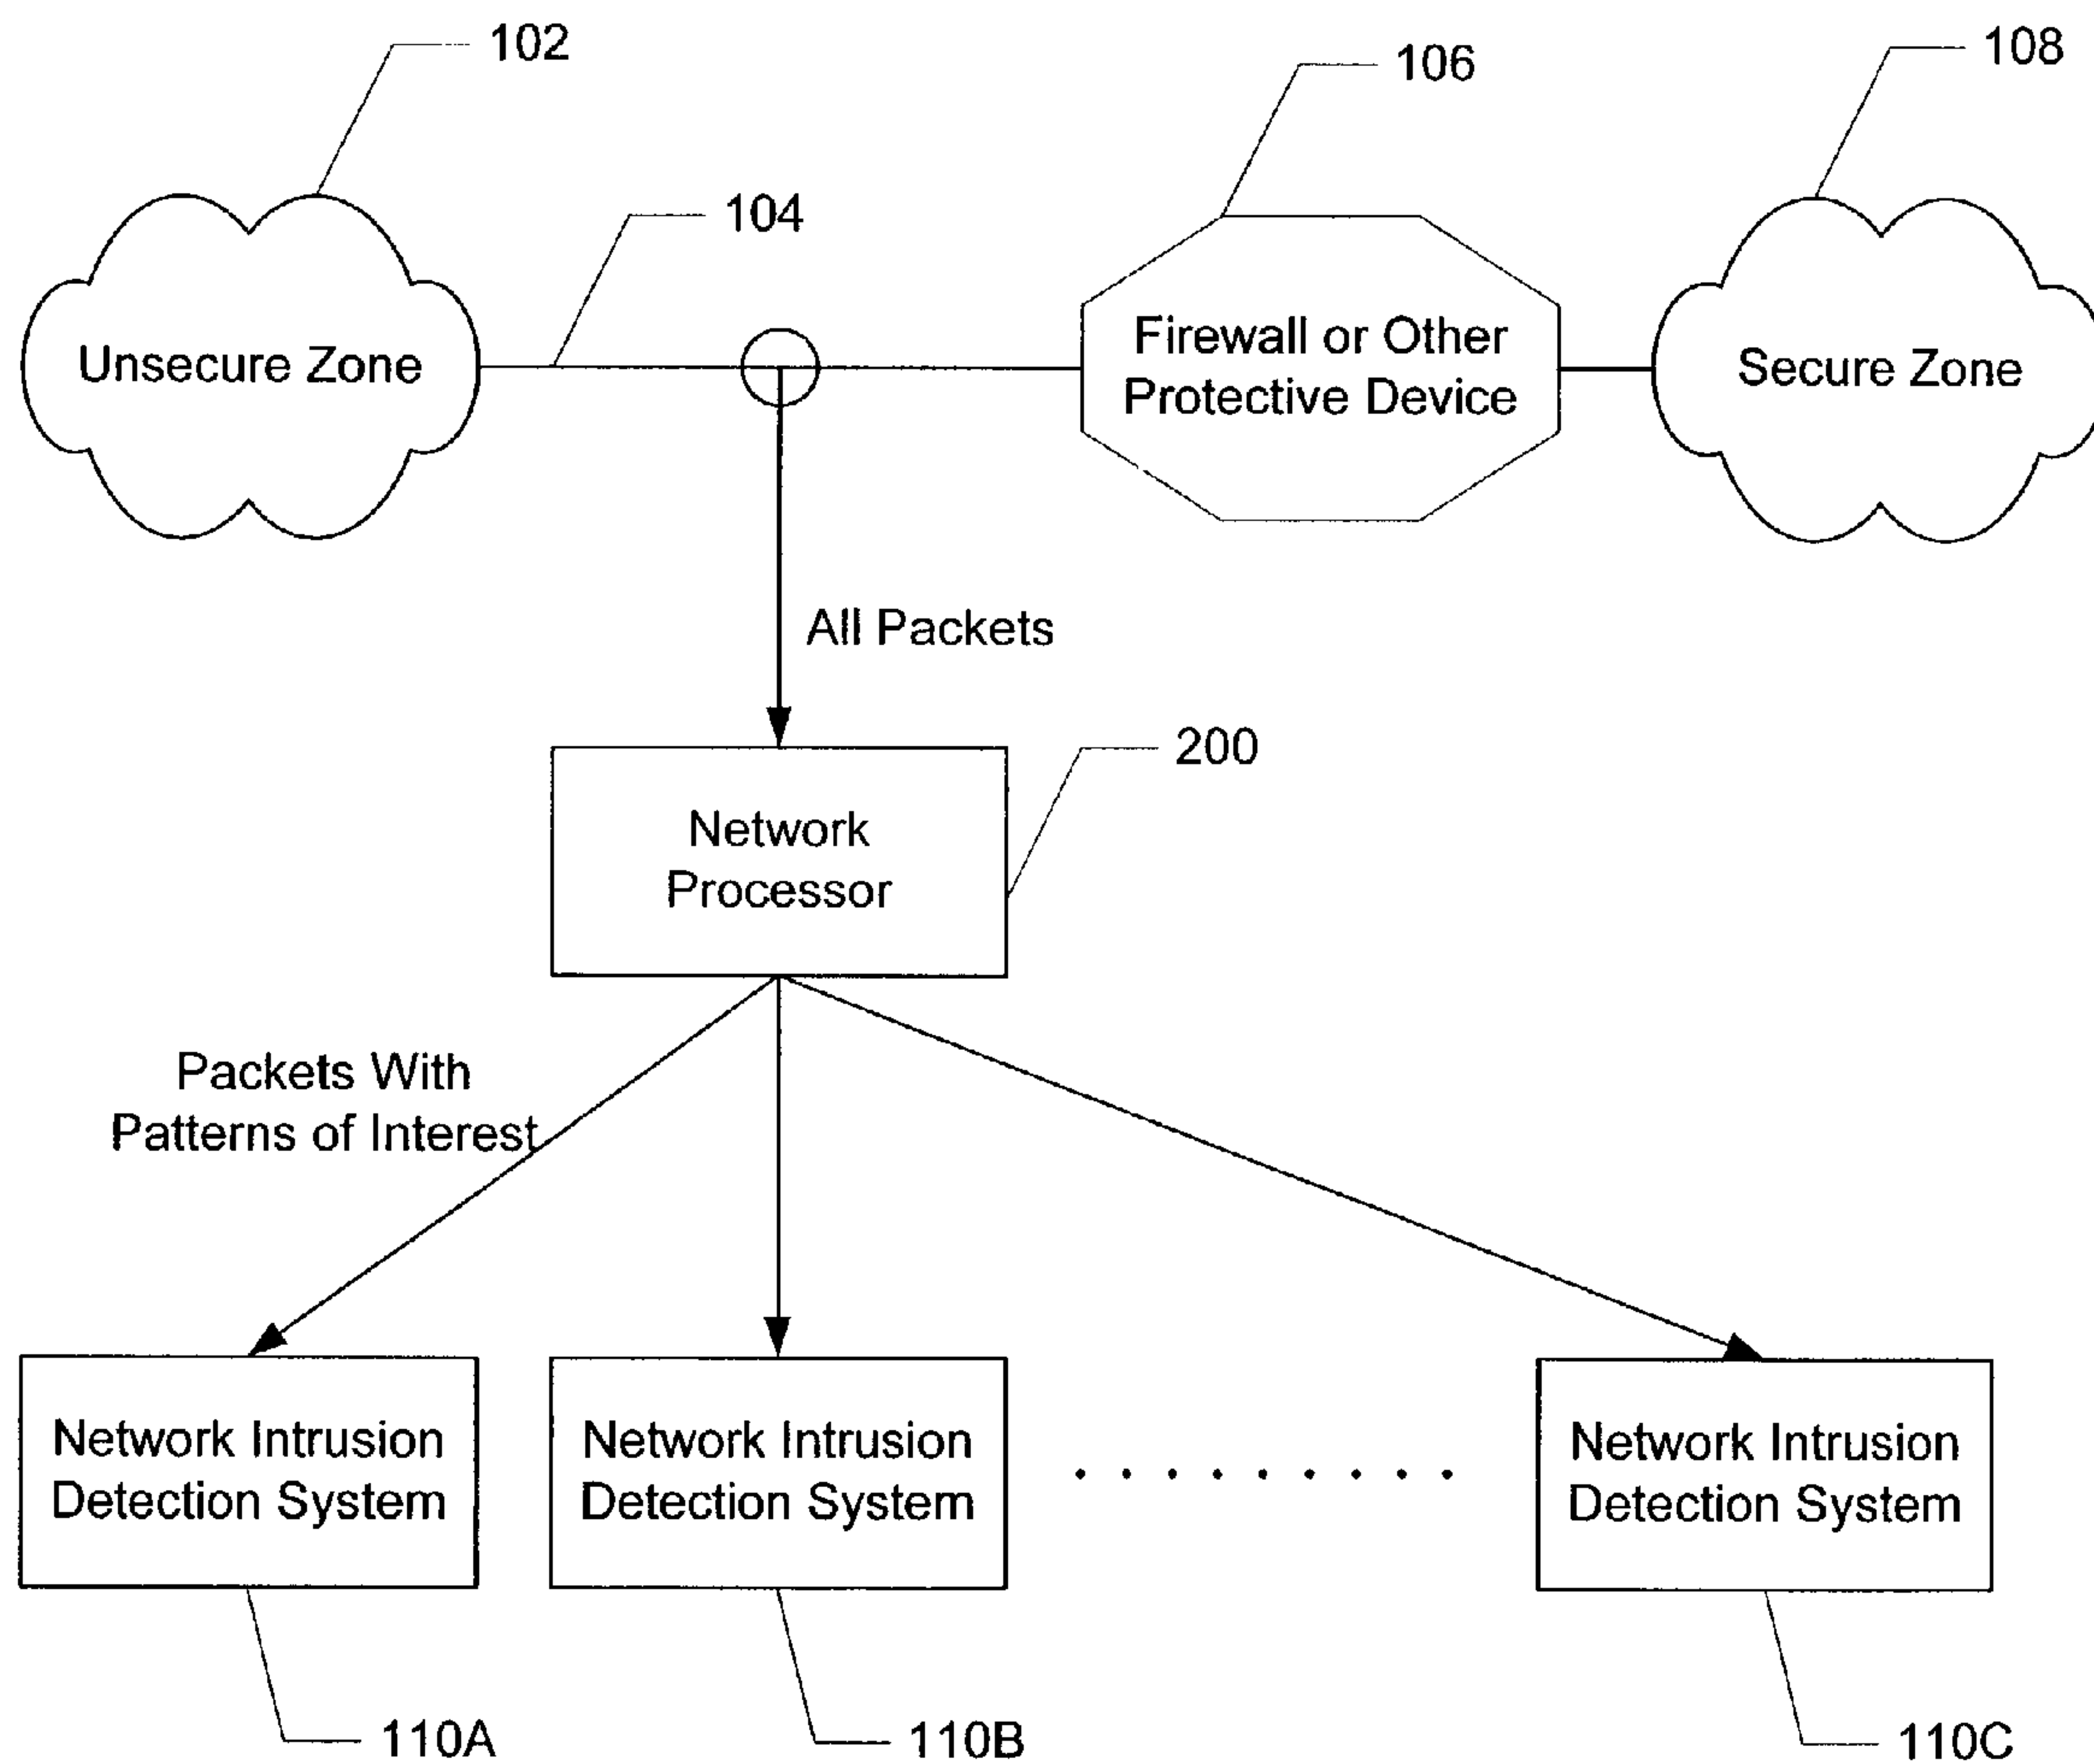 102
106
108
104
Unsecure Zone
Firewall or Other
Protective Device
Secure Zone
All Packets
200
Network
Processor
Packets With
Patterns of Interest
Network Intrusion
Detection System
Network Intrusion
Detection System
Network Intrusion
Detection System
110A
110B
110C